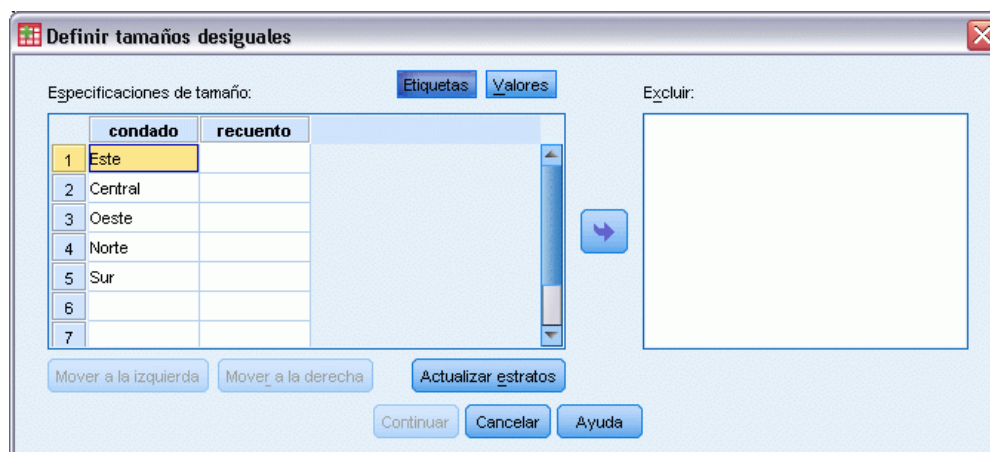 Definir tamaños desiguales
Especificaciones de tamaño:
Etiquetas Valores
Excluir:
condado recuento
1 Este
2 Central
3 Oeste
4 Norte
5 Sur
6
7
Mover a la izquierda Mover a la derecha Actualizar estratos
Continuar Cancelar Ayuda